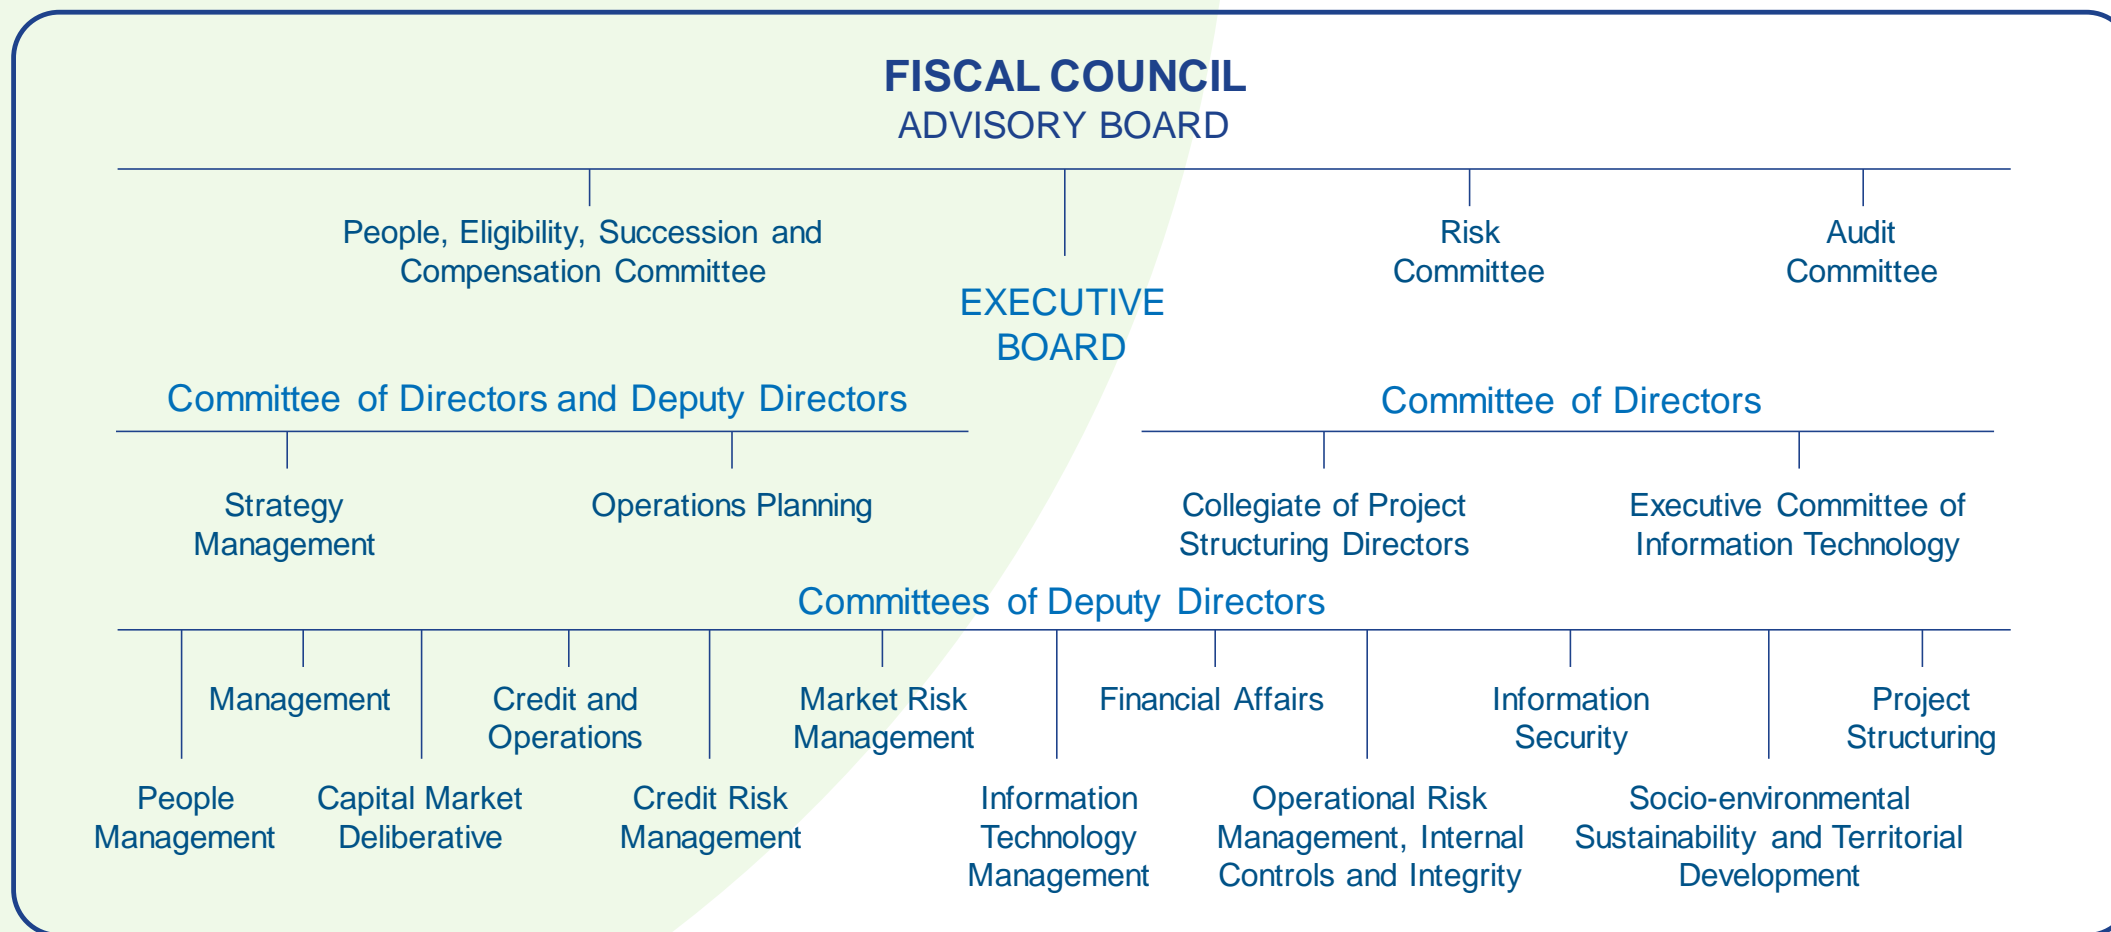 FISCAL COUNCIL
ADVISORY BOARD
People, Eligibility, Succession and
Compensation Committee
EXECUTIVE
BOARD
Risk
Committee
Audit
Committee
Committee of Directors and Deputy Directors
Strategy
Management
Operations Planning
Committee of Directors
Collegiate of Project
Structuring Directors
Executive Committee of
Information Technology
Committees of Deputy Directors
People
Management
Management
Capital Market
Deliberative
Credit and
Operations
Credit Risk
Management
Market Risk
Management
Information
Technology
Management
Financial Affairs
Operational Risk
Management, Internal
Controls and Integrity
Information
Security
Socio-environmental
Sustainability and Territorial
Development
Project
Structuring